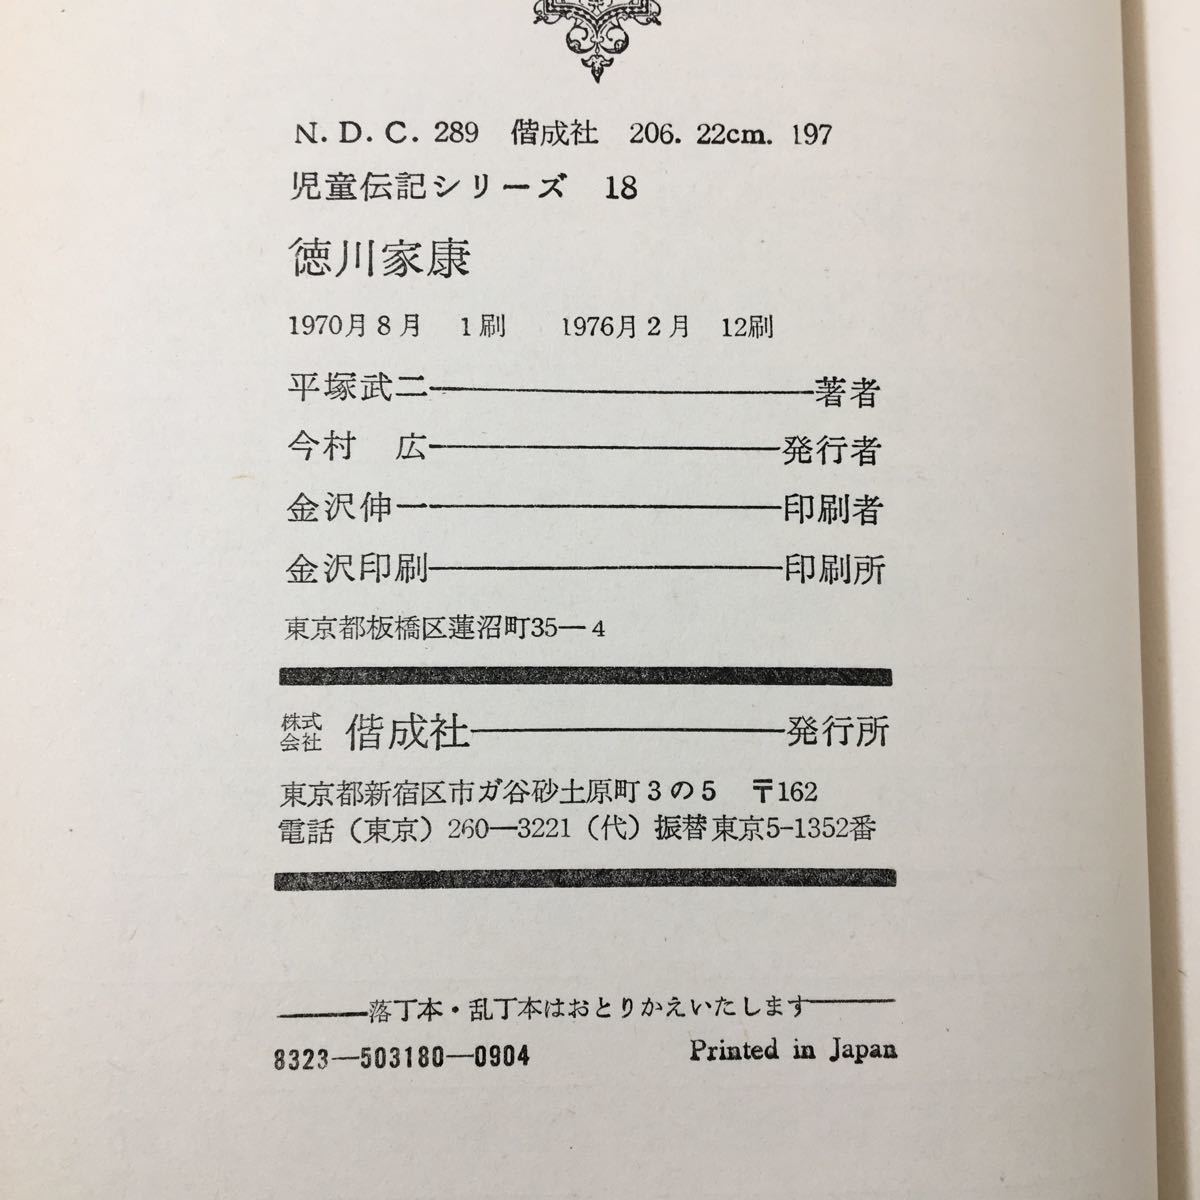 N. D. C. 289 偕成社 206. 22cm. 197
児童伝記シリーズ 18
徳川家康
1970月8月 1刷 1976月2月 12刷
平塚武二――著者
今村 広――発行者
金沢伸一――印刷者
金沢印刷――印刷所
東京都板橋区蓮沼町35―4
株式会社 偕成社――発行所
東京都新宿区市ガ谷砂土原町3の5 〒162
電話(東京)260―3221(代)振替東京5-1352番
――落丁本・乱丁本はおとりかえいたします――
8323―503180―0904 Printed in Japan